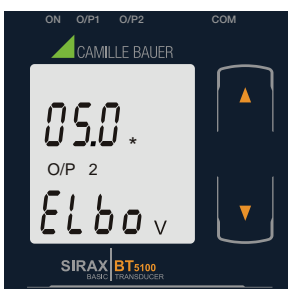 ON O/P1 O/P2 COM
CAMILLE BAUER
05.0 *
O/P 2
ELbo V
SIRAX BT5100
BASIC TRANSDUCER